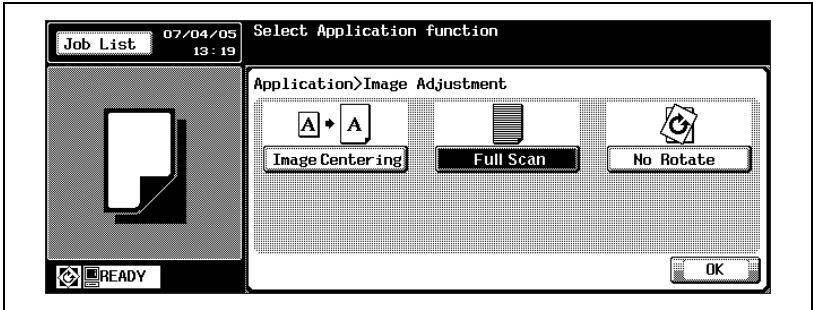 Job List
07/04/05
13:19
Select Application function
Application>Image Adjustment
A A
Image Centering
Full Scan
No Rotate
OK
READY